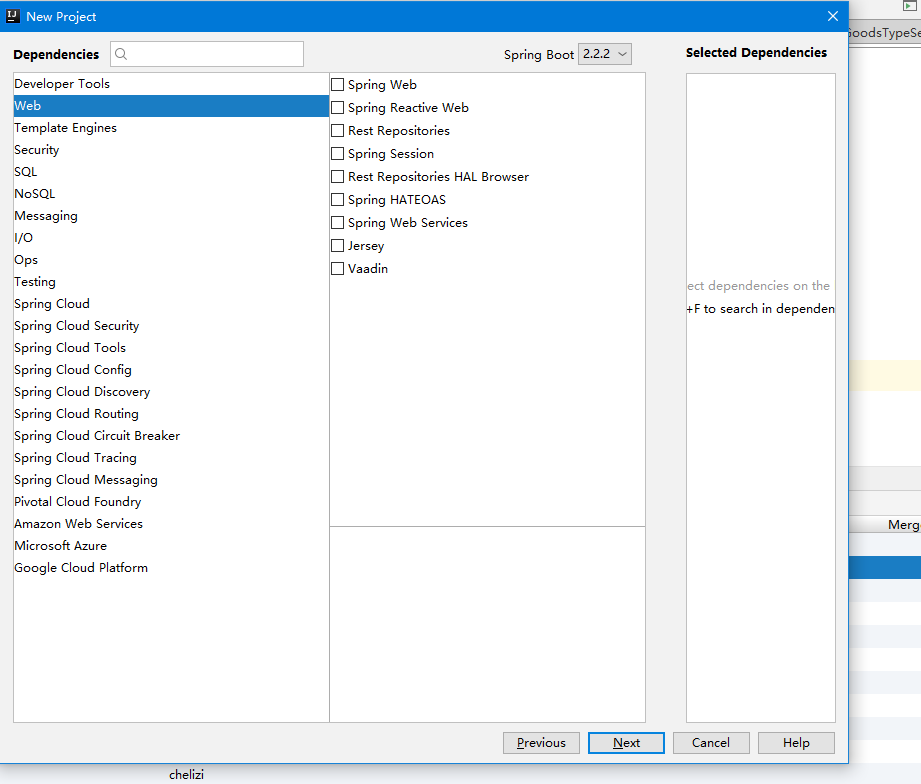 New Project
Dependencies
Spring Boot 2.2.2
Selected Dependencies
Developer Tools
Web
Template Engines
Security
SQL
NoSQL
Messaging
I/O
Ops
Testing
Spring Cloud
Spring Cloud Security
Spring Cloud Tools
Spring Cloud Config
Spring Cloud Discovery
Spring Cloud Routing
Spring Cloud Circuit Breaker
Spring Cloud Tracing
Spring Cloud Messaging
Pivotal Cloud Foundry
Amazon Web Services
Microsoft Azure
Google Cloud Platform
Spring Web
Spring Reactive Web
Rest Repositories
Spring Session
Rest Repositories HAL Browser
Spring HATEOAS
Spring Web Services
Jersey
Vaadin
ect dependencies on the
+F to search in dependen
Previous
Next
Cancel
Help
GoodsTypeSe
Merg
chelizi